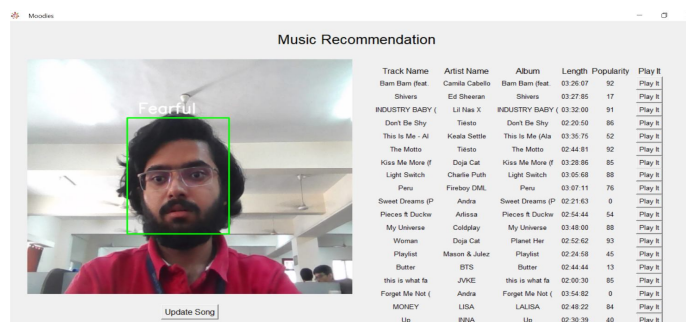 Moodies
Music Recommendation
Fearful
Update Song
Track Name Artist Name Album Length Popularity Play It
Bam Bam (feat. Camila Cabello Bam Bam (feat. 03:26:07 92 Play It
Shivers Ed Sheeran Shivers 03:27:85 17 Play It
INDUSTRY BABY ( Lil Nas X INDUSTRY BABY ( 03:32:00 91 Play It
Don't Be Shy Tiësto Don't Be Shy 02:20:50 86 Play It
This Is Me - Al Keala Settle This Is Me (Ala 03:35:75 52 Play It
The Motto Tiësto The Motto 02:44:81 92 Play It
Kiss Me More (f Doja Cat Kiss Me More (f 03:28:86 85 Play It
Light Switch Charlie Puth Light Switch 03:05:68 88 Play It
Peru Fireboy DML Peru 03:07:11 76 Play It
Sweet Dreams (P Andra Sweet Dreams (P 02:21:63 0 Play It
Pieces ft Duckw Arlissa Pieces ft Duckw 02:54:44 54 Play It
My Universe Coldplay My Universe 03:48:00 88 Play It
Woman Doja Cat Planet Her 02:52:62 93 Play It
Playlist Mason & Julez Playlist 02:24:58 45 Play It
Butter BTS Butter 02:44:44 13 Play It
this is what fa JVKE this is what fa 02:00:30 85 Play It
Forget Me Not ( Andra Forget Me Not ( 03:54:82 0 Play It
MONEY LISA LALISA 02:48:22 84 Play It
Up INNA Up 02:30:39 40 Play It